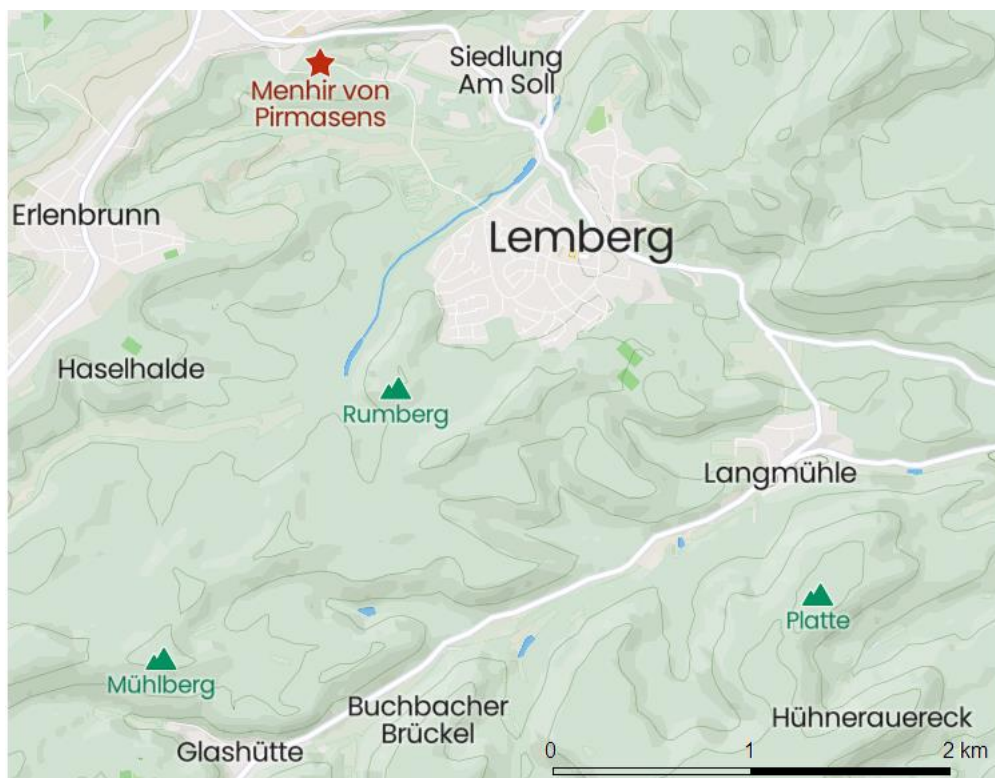 Siedlung
Am Soll
Menhir von
Pirmasens
Erlenbrunn
Lemberg
Haselhalde
Rumberg
Langmühle
Platte
Mühlberg
Buchbacher
Brückel
Hühnerauereck
Glashütte
0 1 2 km